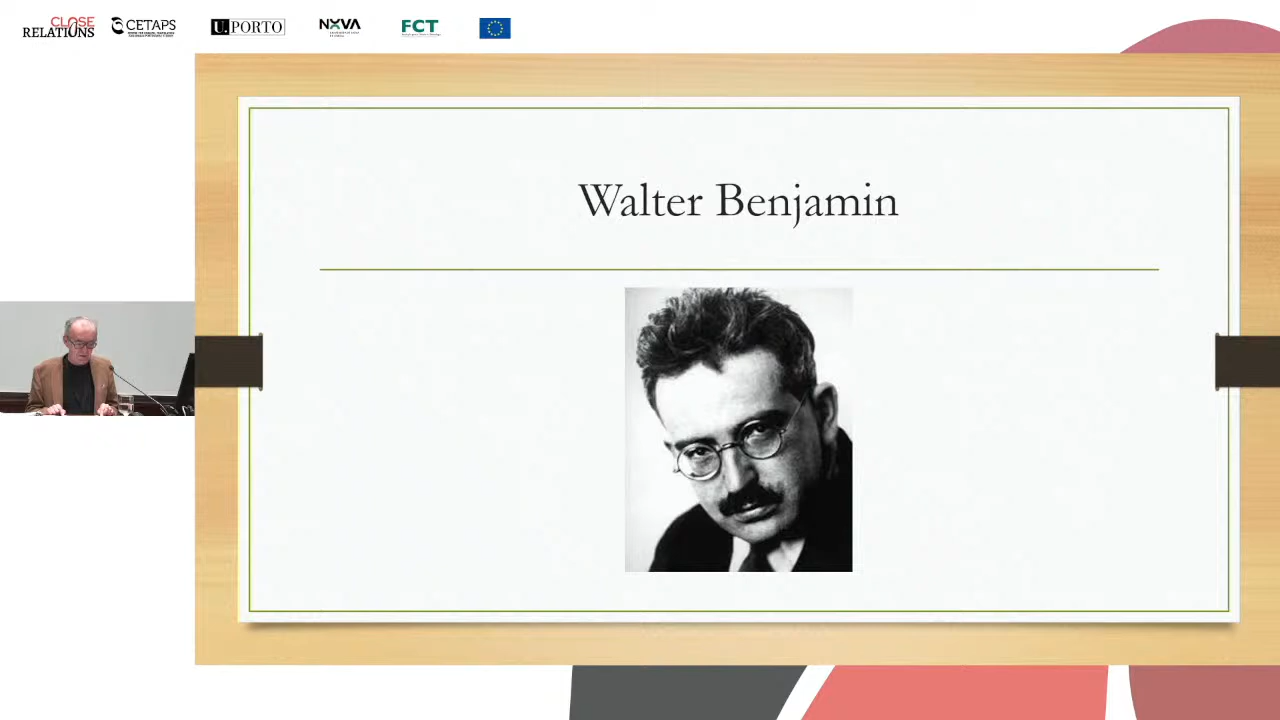 CLOSE
RELATIONS
CETAPS
U.PORTO
NOVA
FCT
Walter Benjamin